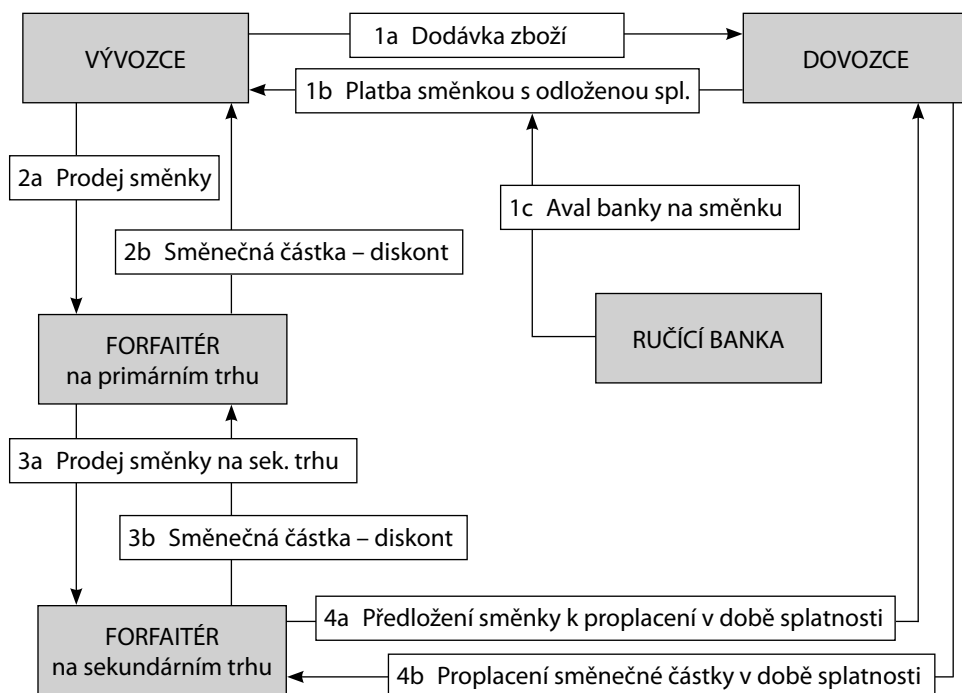 VÝVOZCE
1a Dodávka zboží
DOVOZCE
1b Platba směnkou s odloženou spl.
2a Prodej směnky
1c Aval banky na směnku
2b Směnečná částka – diskont
FORFAITÉR
na primárním trhu
RUČÍCÍ BANKA
3a Prodej směnky na sek. trhu
3b Směnečná částka – diskont
FORFAITÉR
na sekundárním trhu
4a Předložení směnky k proplacení v době splatnosti
4b Proplacení směnečné částky v době splatnosti